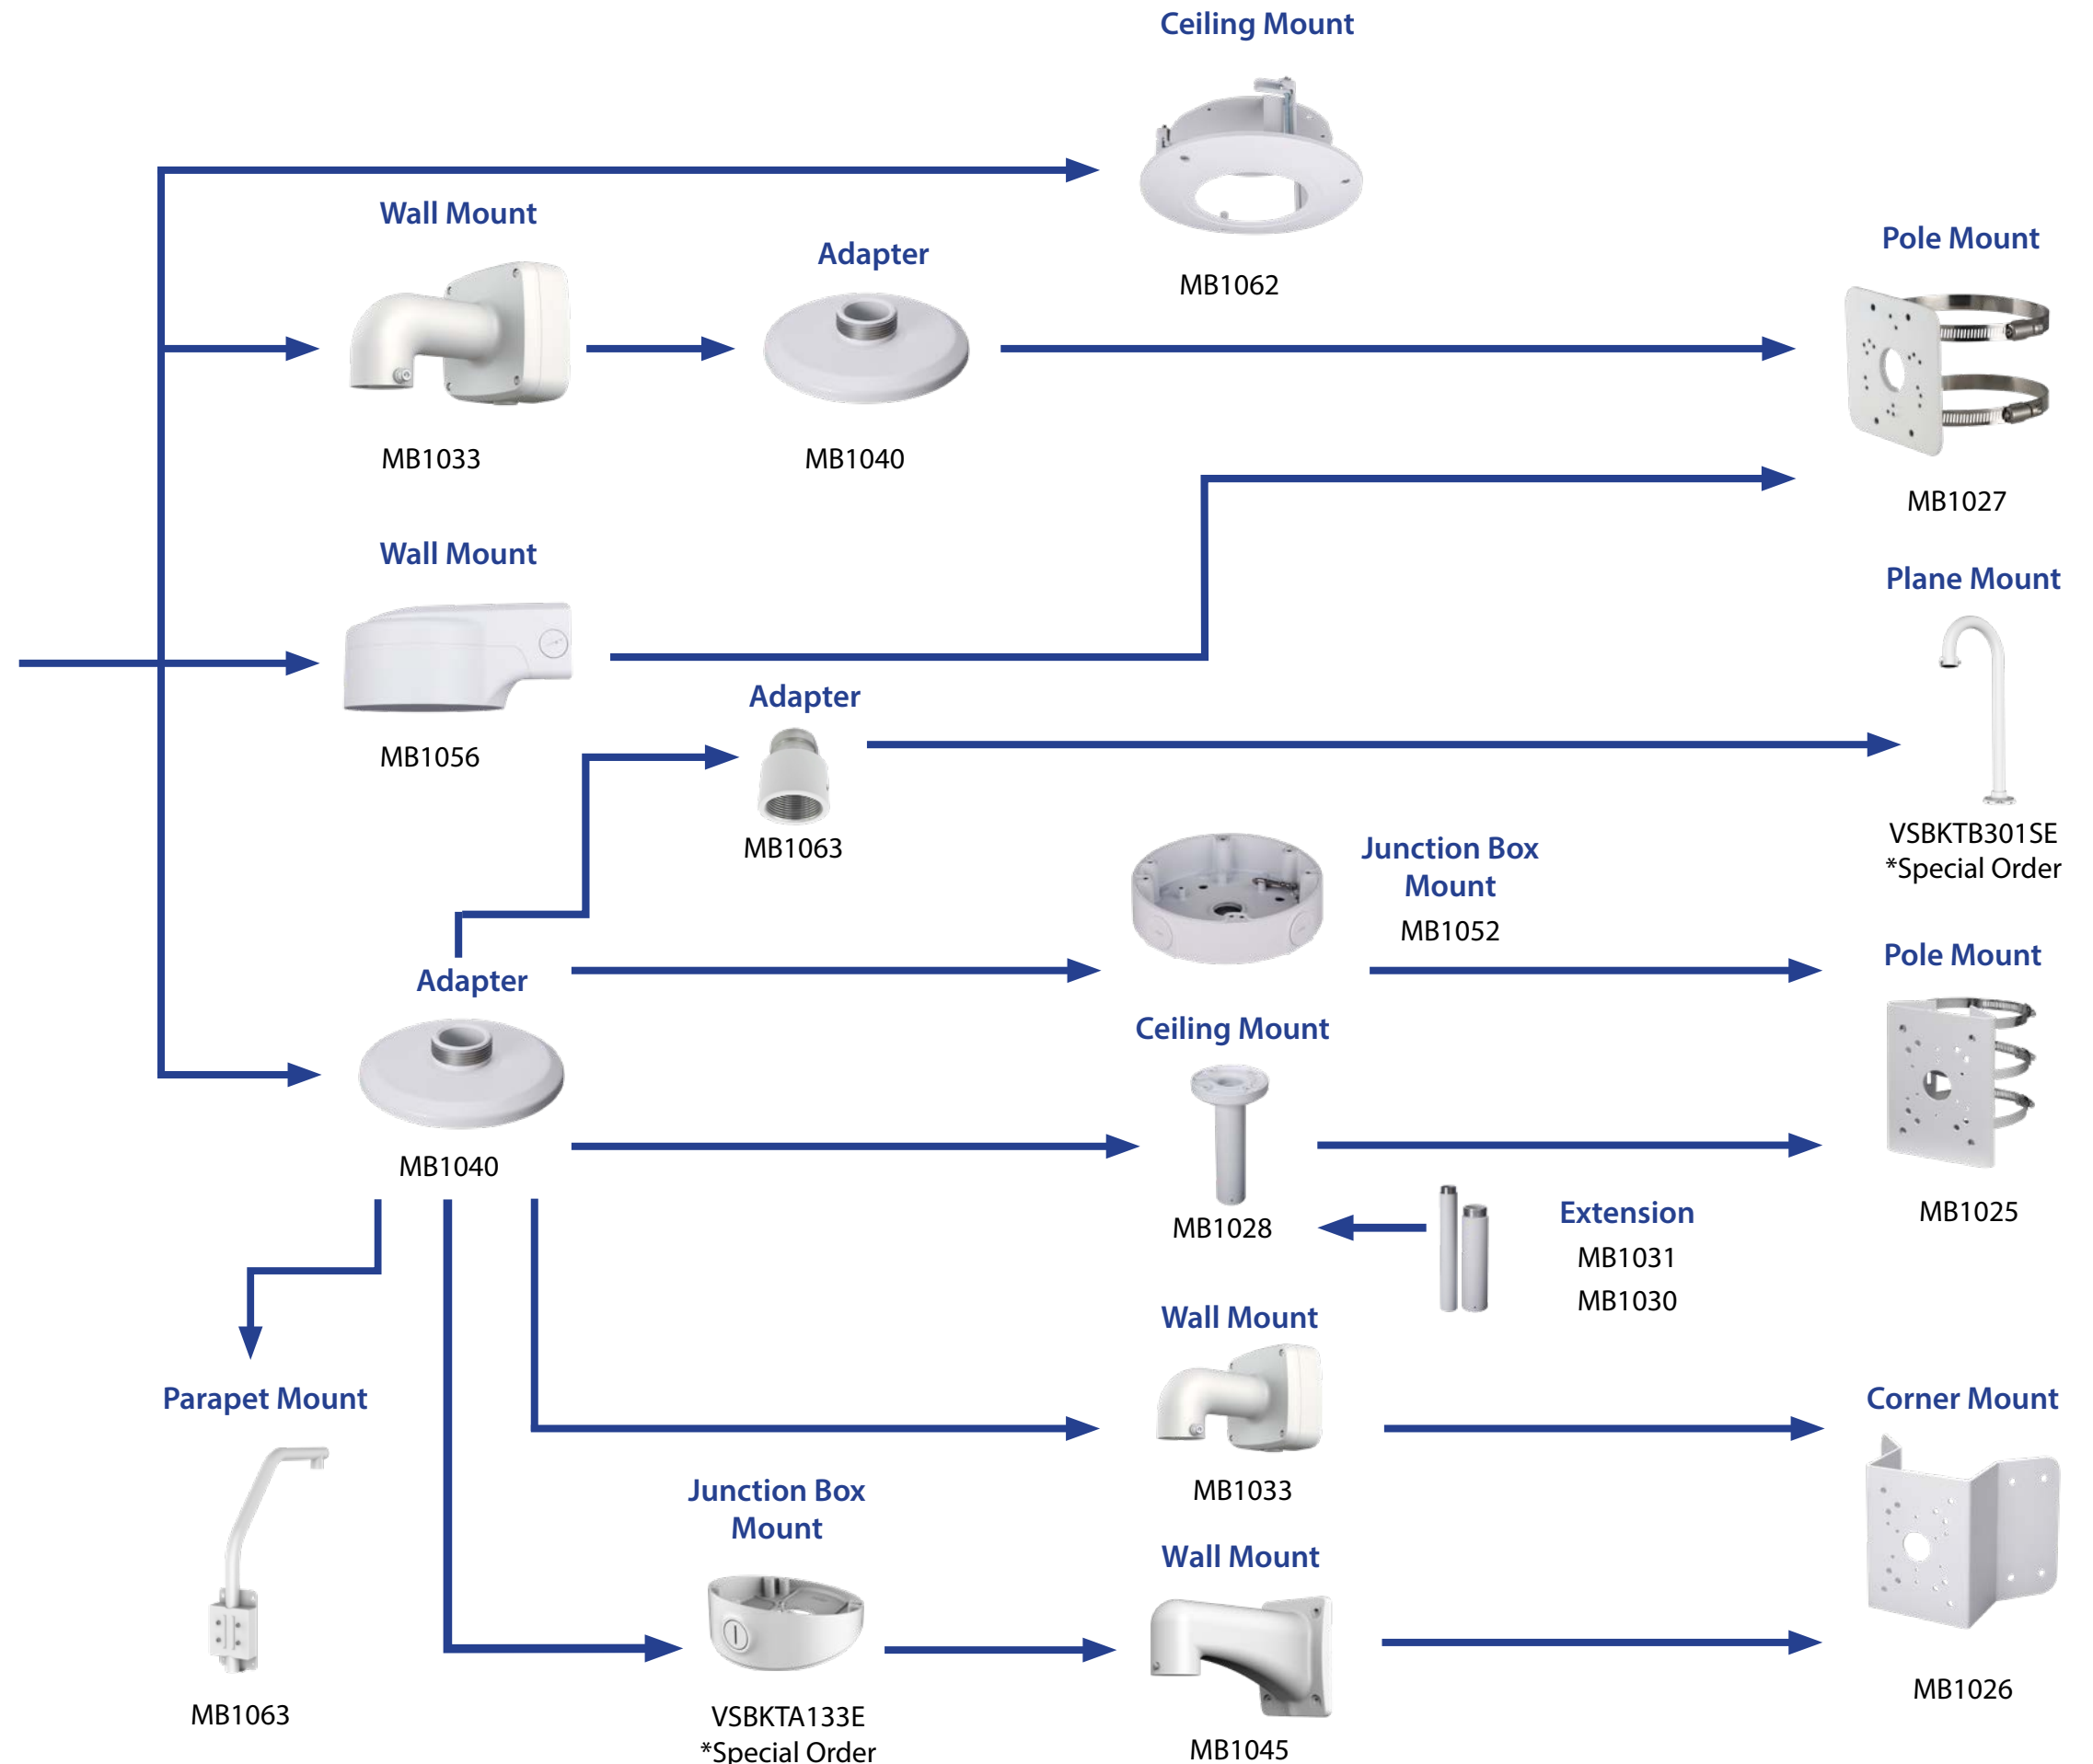 Ceiling Mount
MB1062
Wall Mount
MB1033
Adapter
MB1040
Pole Mount
MB1027
Wall Mount
MB1056
Plane Mount
VSBKTB301SE
*Special Order
Adapter
MB1063
Junction Box
Mount
MB1052
Pole Mount
MB1025
Adapter
MB1040
Ceiling Mount
MB1028
Extension
MB1031
MB1030
Wall Mount
MB1033
Corner Mount
MB1026
Parapet Mount
MB1063
Junction Box
Mount
VSBKTA133E
*Special Order
Wall Mount
MB1045